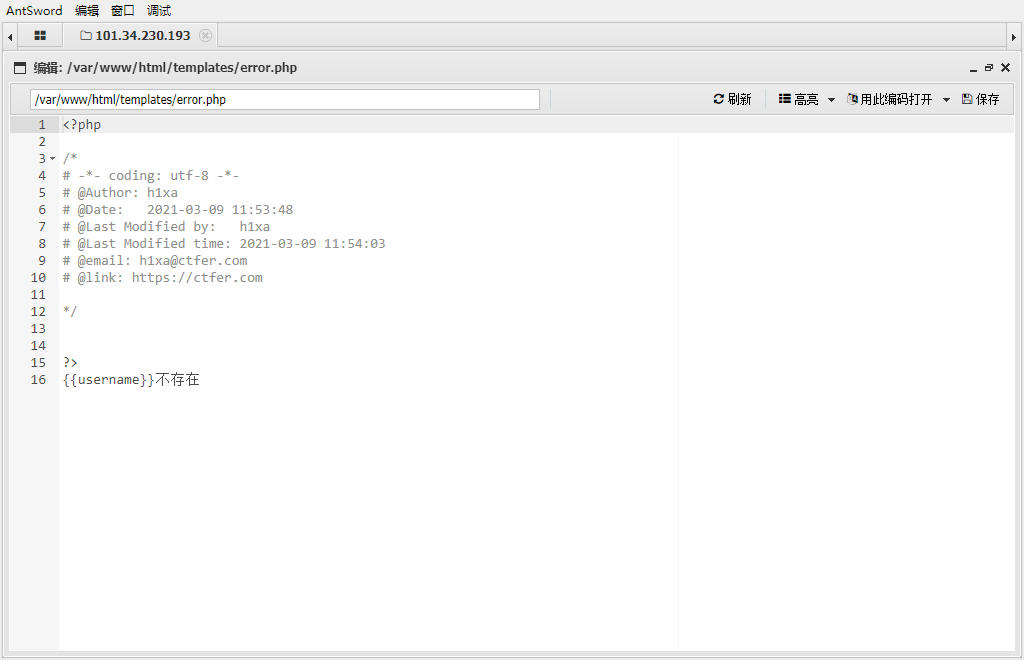 AntSword 编辑 窗口 调试
101.34.230.193
编辑: /var/www/html/templates/error.php
/var/www/html/templates/error.php 刷新 高亮 用此编码打开 保存
1 <?php
2
3 /*
4 # -*- coding: utf-8 -*-
5 # @Author: h1xa
6 # @Date:   2021-03-09 11:53:48
7 # @Last Modified by:   h1xa
8 # @Last Modified time: 2021-03-09 11:54:03
9 # @email: h1xa@ctfer.com
10 # @link: https://ctfer.com
11
12 */
13
14
15 ?>
16 {{username}}不存在